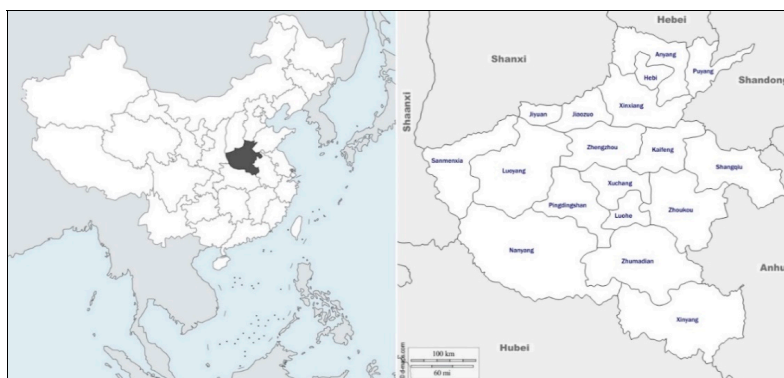 Hebei
Shanxi
Anyang
Hebi
Puyang
Shandong
Shaanxi
Xinxiang
Jiyuan
Jiaozuo
Sanmenxia
Luoyang
Zhengzhou
Kaifeng
Shangqiu
Xuchang
Pingdingshan
Luohe
Zhoukou
Nanyang
Zhumadian
Anhu
Xinyang
Hubei
100 km
60 mi